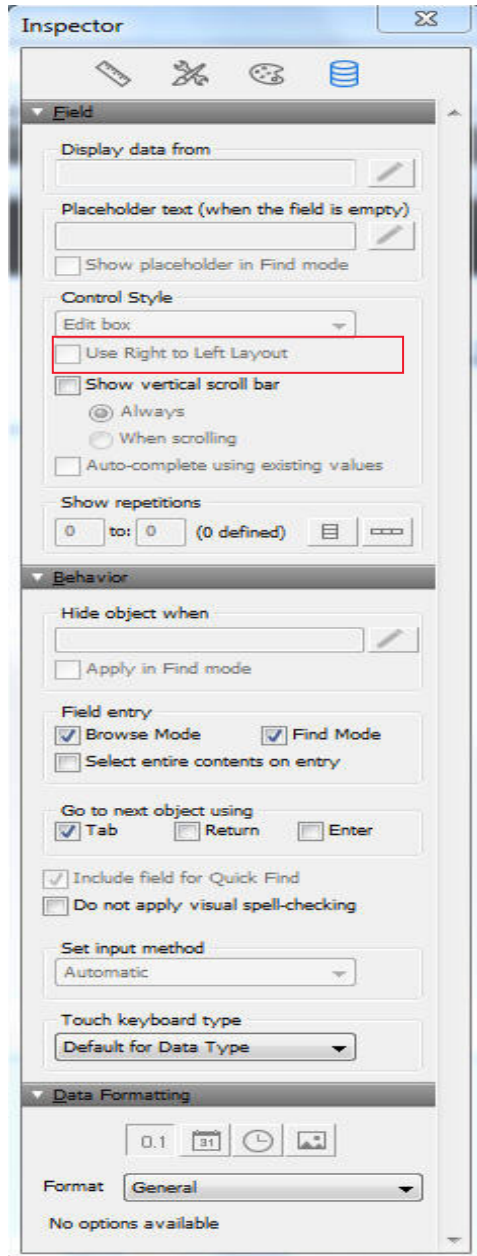 Inspector
Field
Display data from
Placeholder text (when the field is empty)
Show placeholder in Find mode
Control Style
Edit box
Use Right to Left Layout
Show vertical scroll bar
Always
When scrolling
Auto-complete using existing values
Show repetitions
0 to: 0 (0 defined)
Behavior
Hide object when
Apply in Find mode
Field entry
Browse Mode Find Mode
Select entire contents on entry
Go to next object using
Tab Return Enter
Include field for Quick Find
Do not apply visual spell-checking
Set input method
Automatic
Touch keyboard type
Default for Data Type
Data Formatting
0.1 31
Format General
No options available